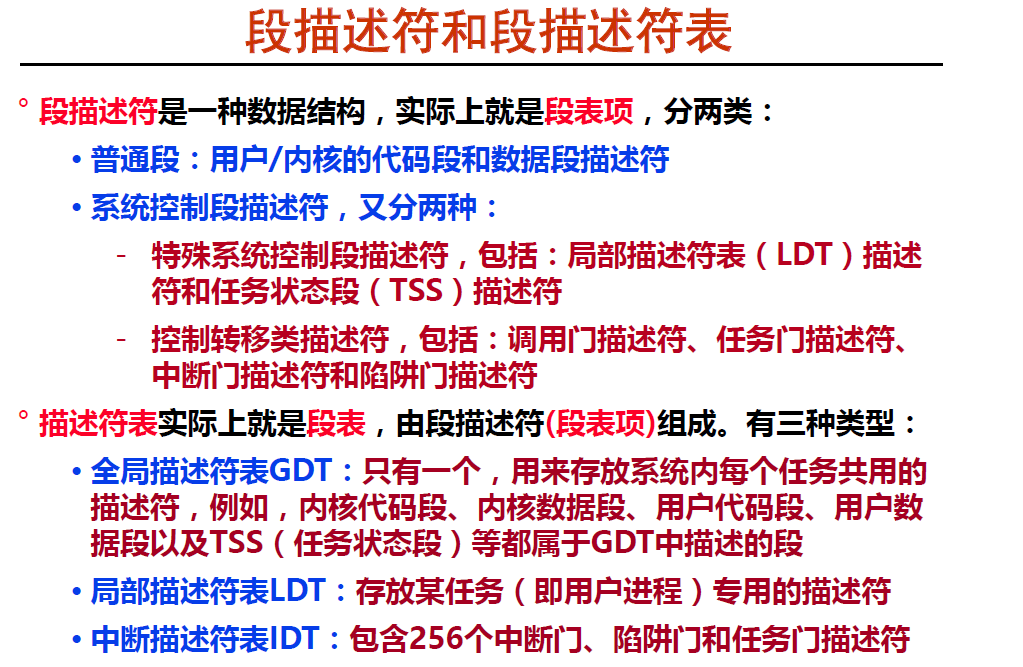 段描述符和段描述符表
° 段描述符是一种数据结构，实际上就是段表项，分两类：
• 普通段：用户/内核的代码段和数据段描述符
• 系统控制段描述符，又分两种：
- 特殊系统控制段描述符，包括：局部描述符表（LDT）描述
符和任务状态段（TSS）描述符
- 控制转移类描述符，包括：调用门描述符、任务门描述符、
中断门描述符和陷阱门描述符
° 描述符表实际上就是段表，由段描述符(段表项)组成。有三种类型：
• 全局描述符表GDT：只有一个，用来存放系统内每个任务共用的
描述符，例如，内核代码段、内核数据段、用户代码段、用户数
据段以及TSS（任务状态段）等都属于GDT中描述的段
• 局部描述符表LDT：存放某任务（即用户进程）专用的描述符
• 中断描述符表IDT：包含256个中断门、陷阱门和任务门描述符